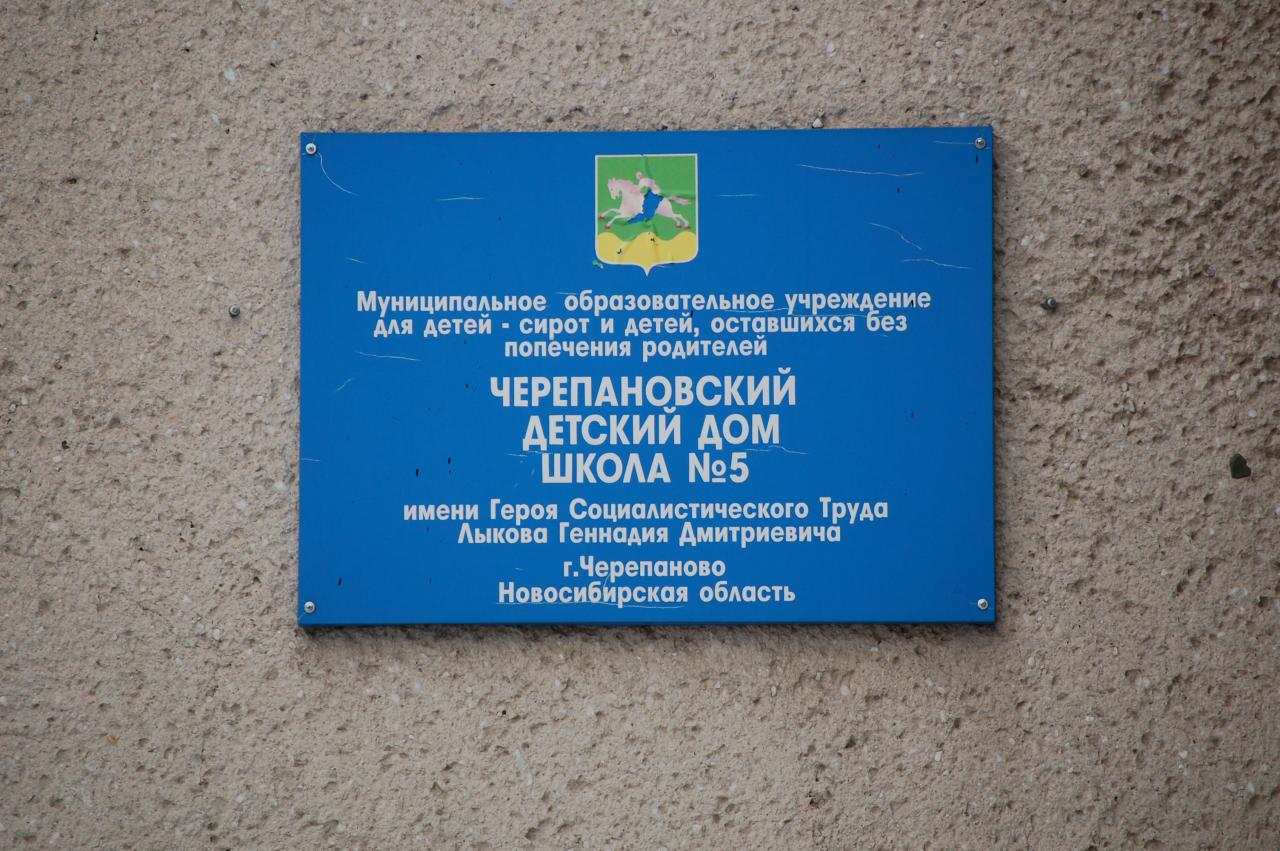 Муниципальное образовательное учреждение
для детей - сирот и детей, оставшихся без
попечения родителей
ЧЕРЕПАНОВСКИЙ
ДЕТСКИЙ ДОМ
ШКОЛА №5
имени Героя Социалистического Труда
Лыкова Геннадия Дмитриевича
г.Черепаново
Новосибирская область